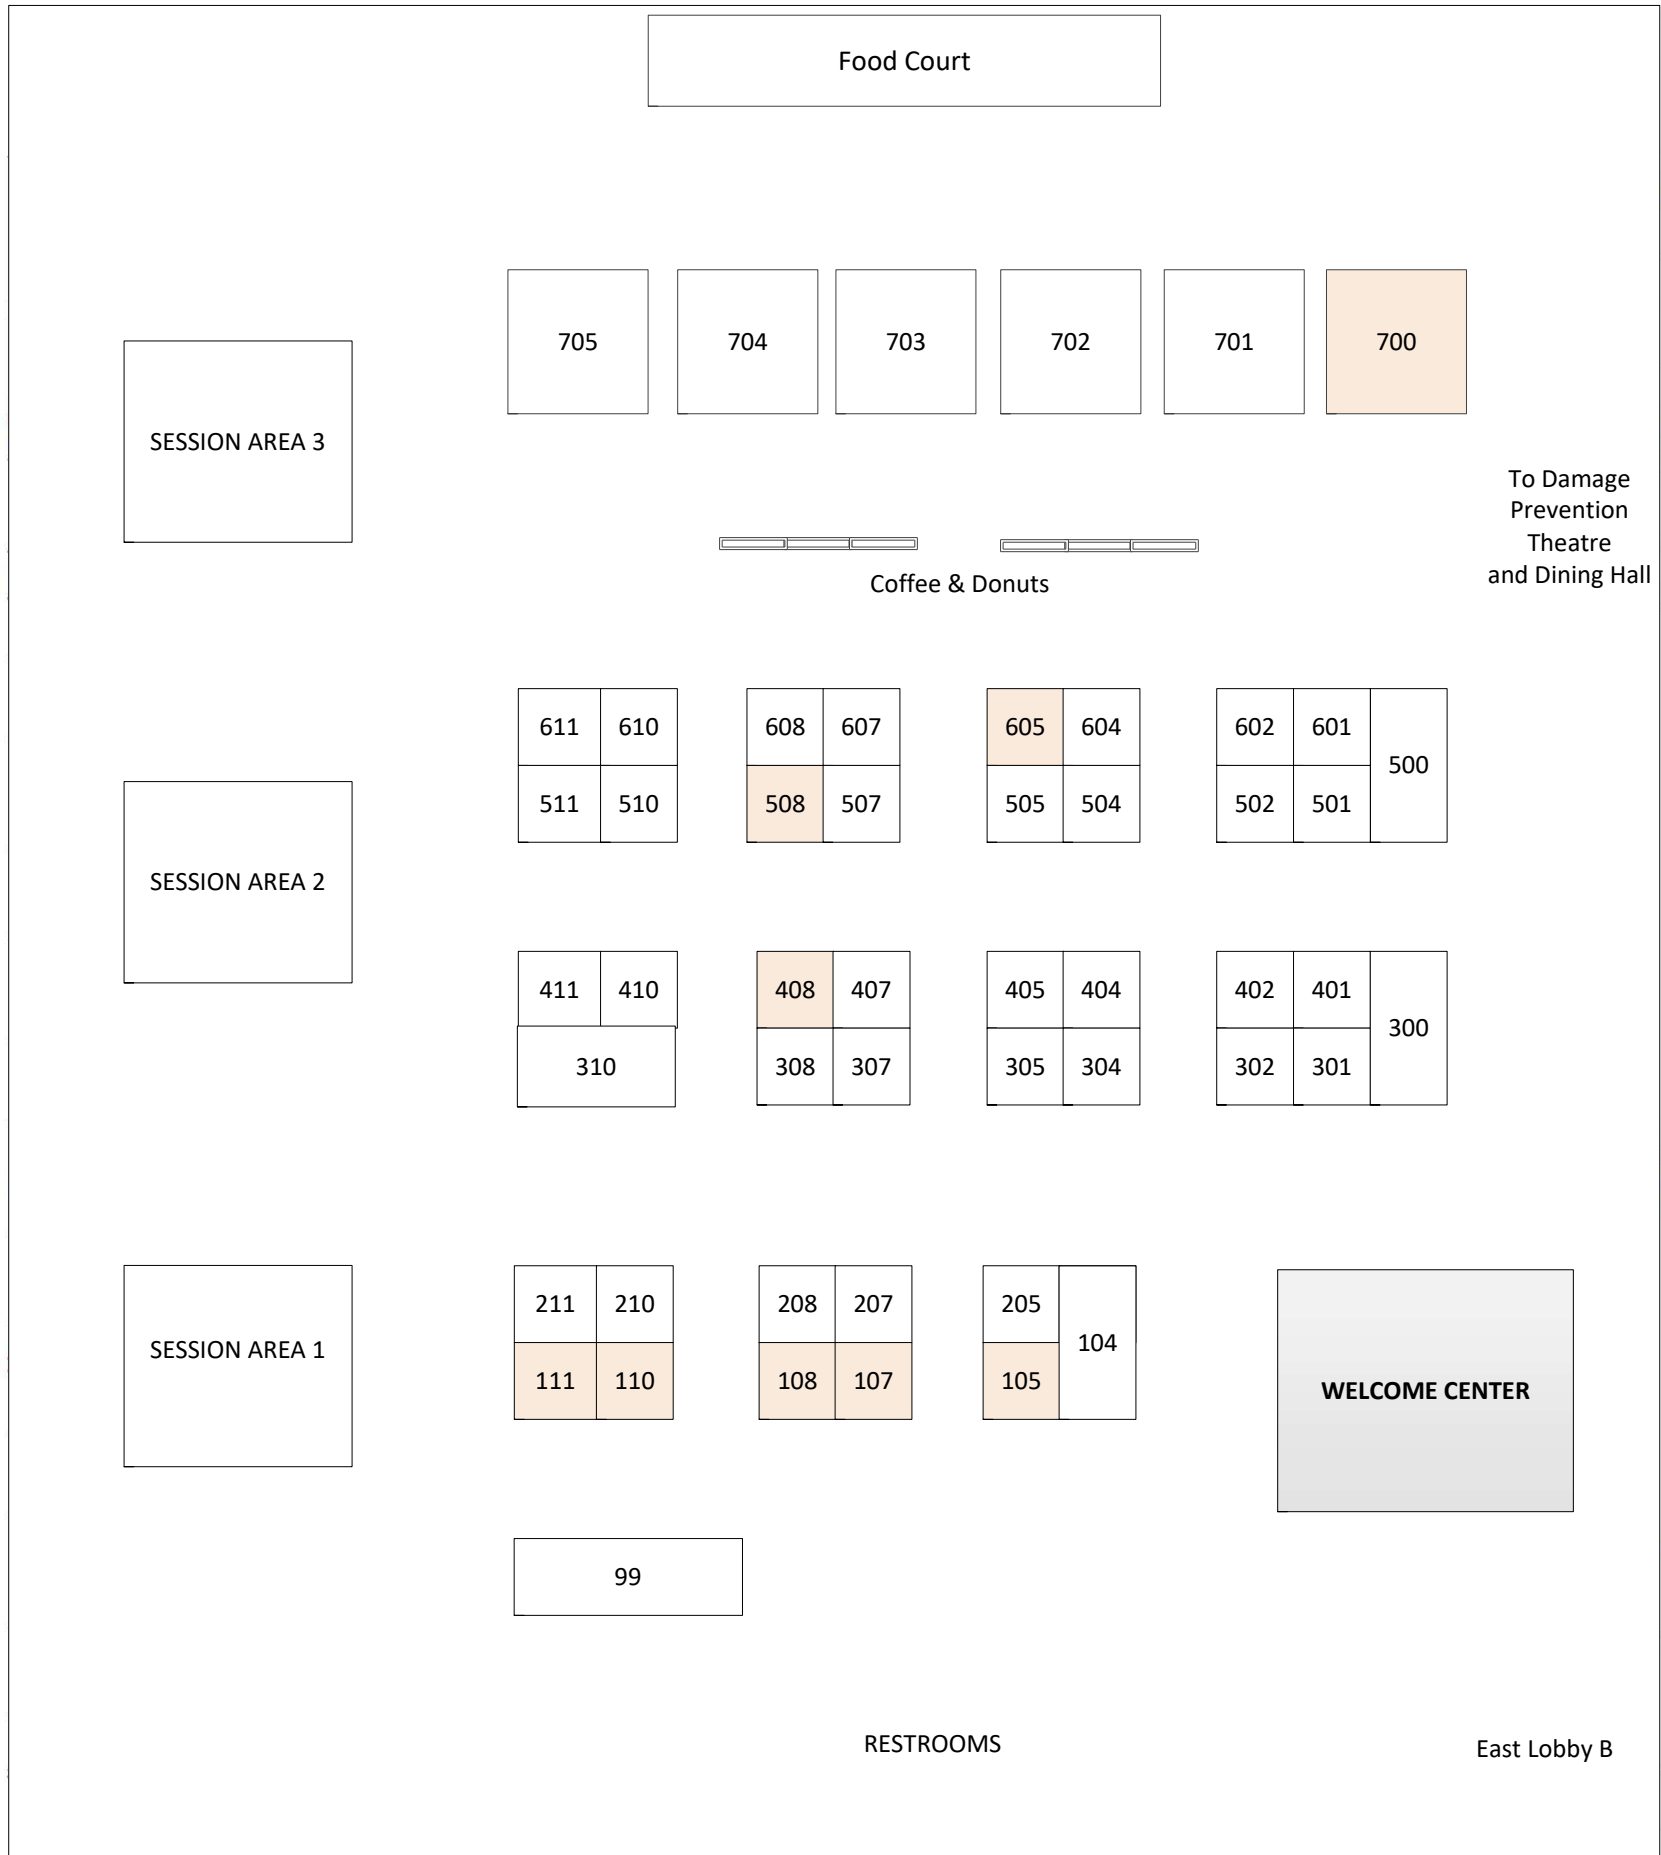 Food Court
705 704 703 702 701 700
SESSION AREA 3
To Damage
Prevention
Theatre
and Dining Hall
Coffee & Donuts
611 610 608 607 605 604 602 601
500
511 510 508 507 505 504 502 501
SESSION AREA 2
411 410 408 407 405 404 402 401
300
310 308 307 305 304 302 301
211 210 208 207 205
104
SESSION AREA 1
111 110 108 107 105
WELCOME CENTER
99
RESTROOMS
East Lobby B